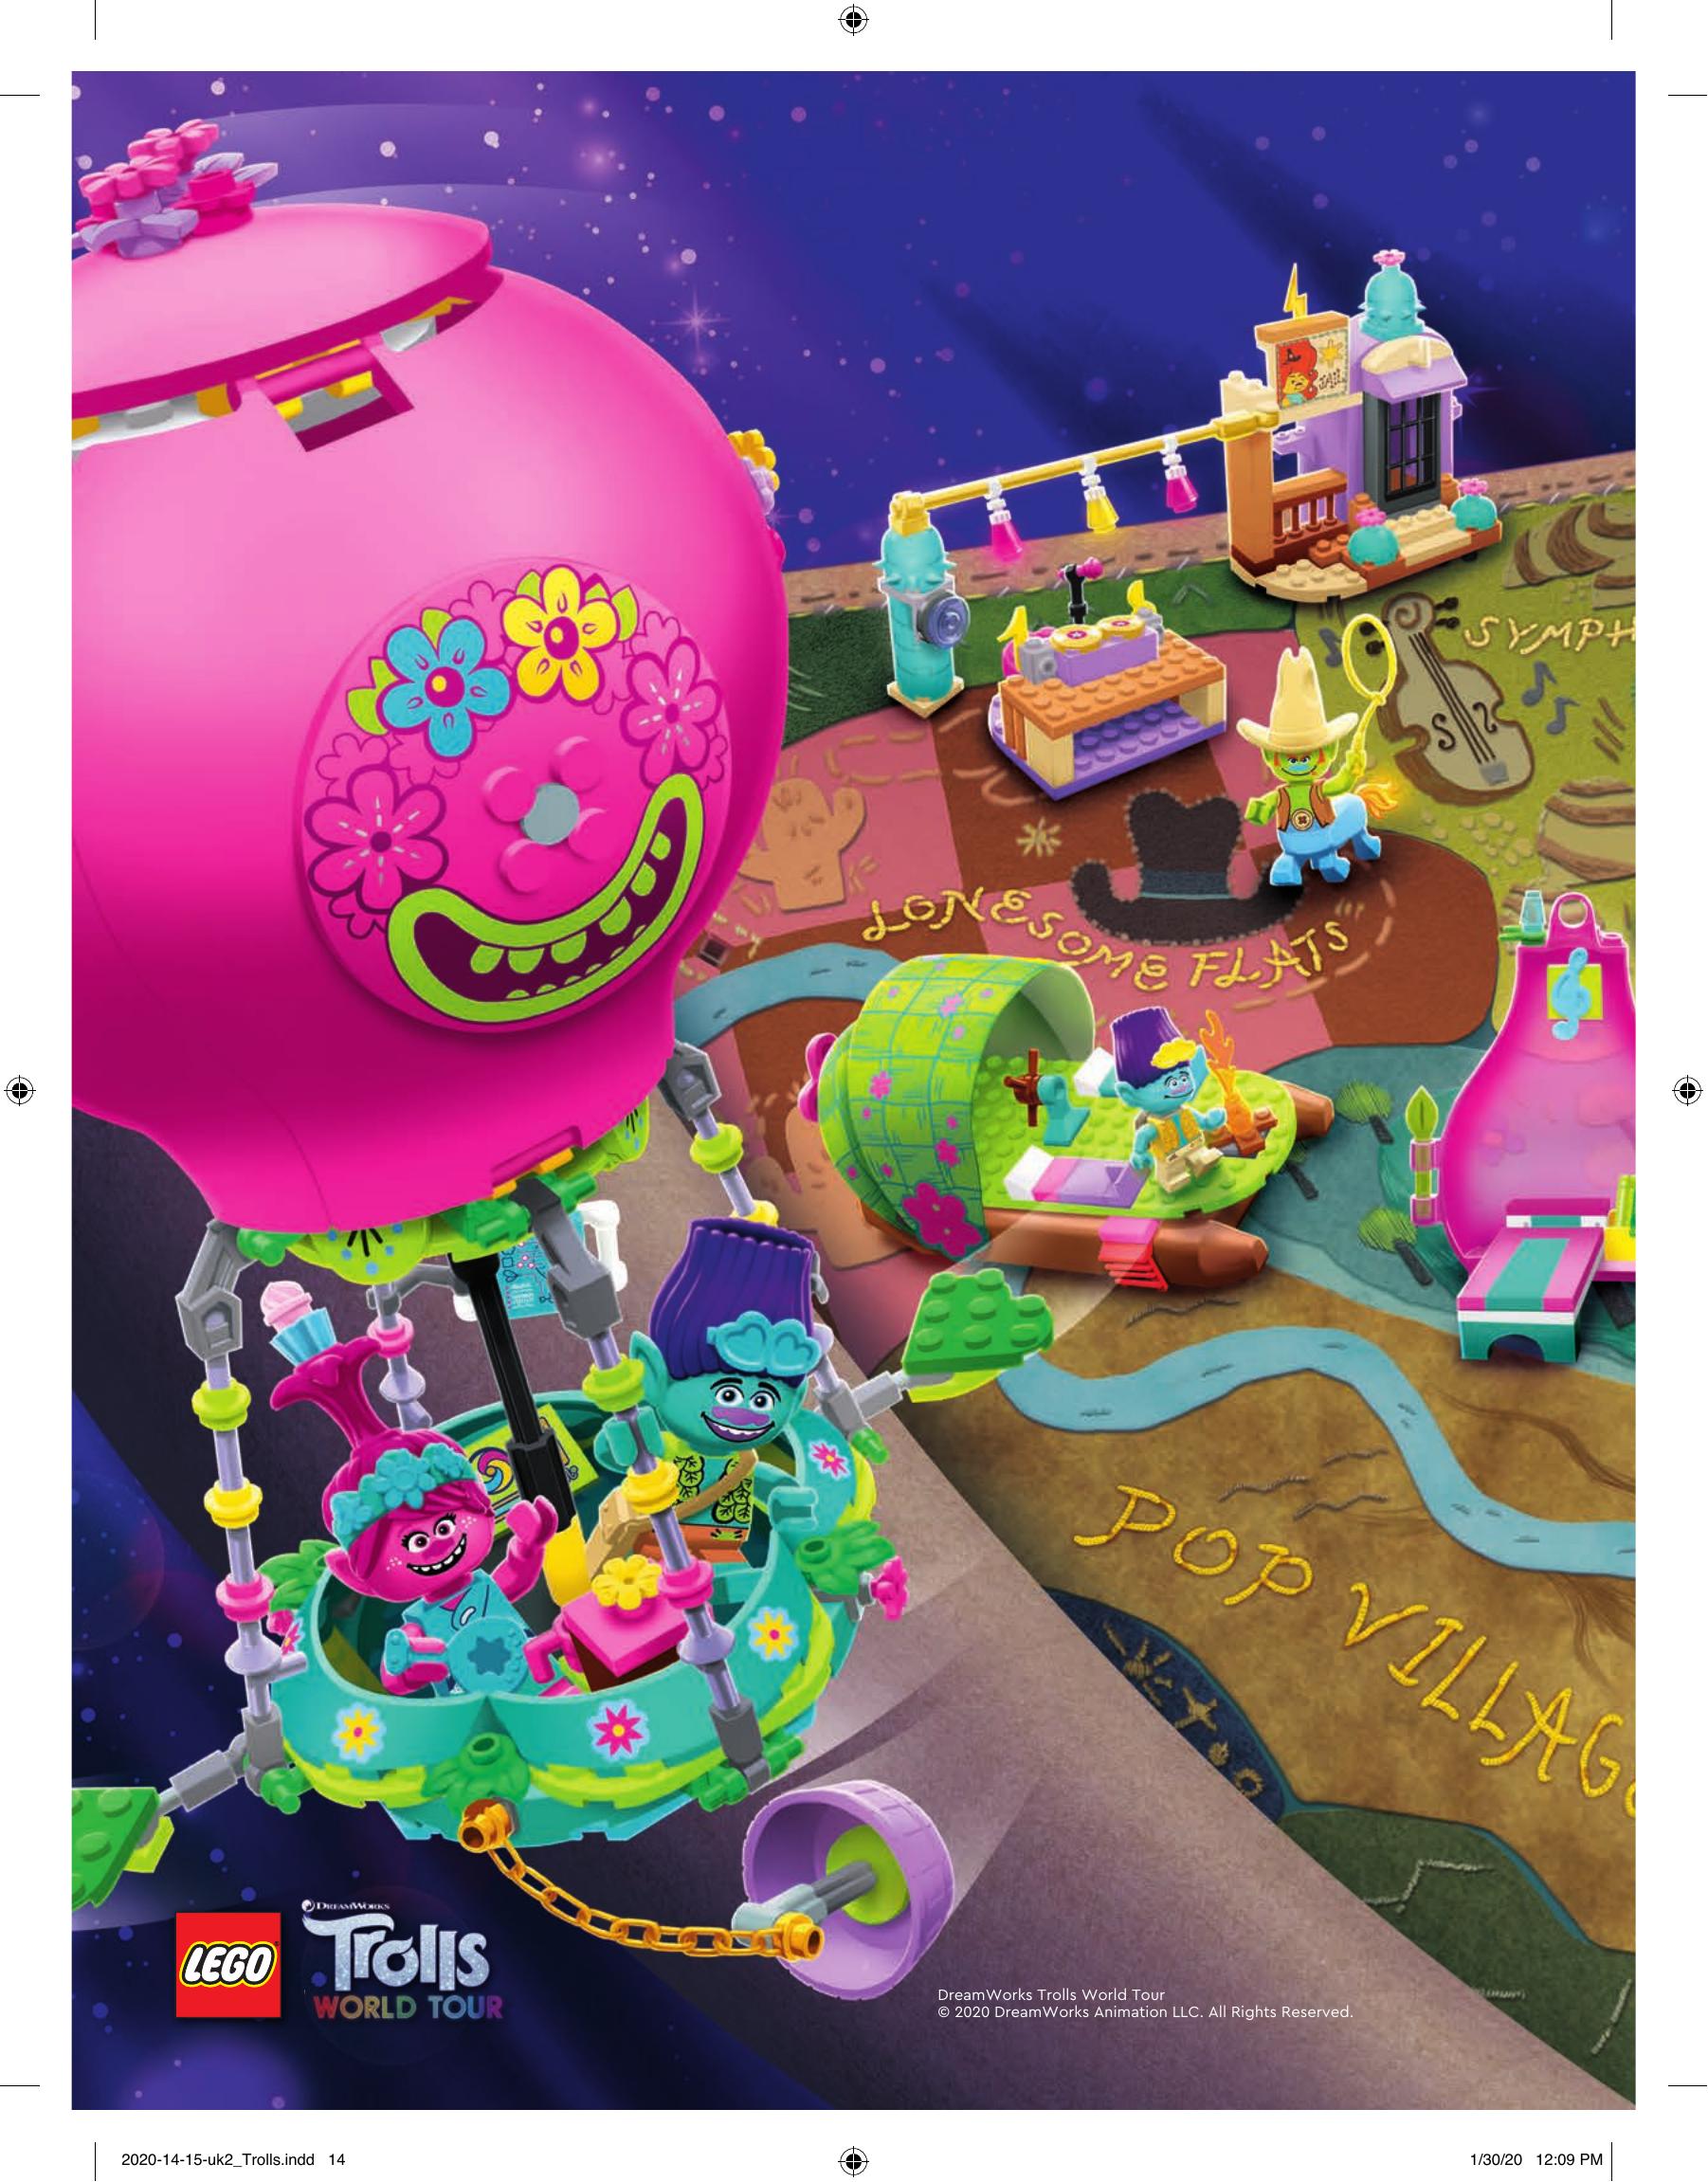 JAIL
SYMPH
LONESOME FLATS
POP VILLAG
LEGO
DREAMWORKS
Trolls
WORLD TOUR
DreamWorks Trolls World Tour
© 2020 DreamWorks Animation LLC. All Rights Reserved.
2020-14-15-uk2_Trolls.indd 14
1/30/20 12:09 PM